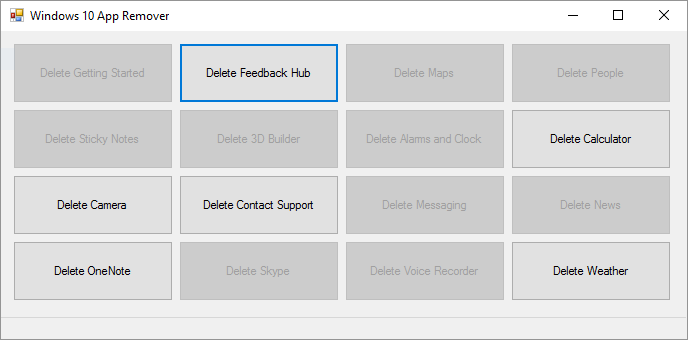 Windows 10 App Remover
Delete Getting Started
Delete Feedback Hub
Delete Maps
Delete People
Delete Sticky Notes
Delete 3D Builder
Delete Alarms and Clock
Delete Calculator
Delete Camera
Delete Contact Support
Delete Messaging
Delete News
Delete OneNote
Delete Skype
Delete Voice Recorder
Delete Weather